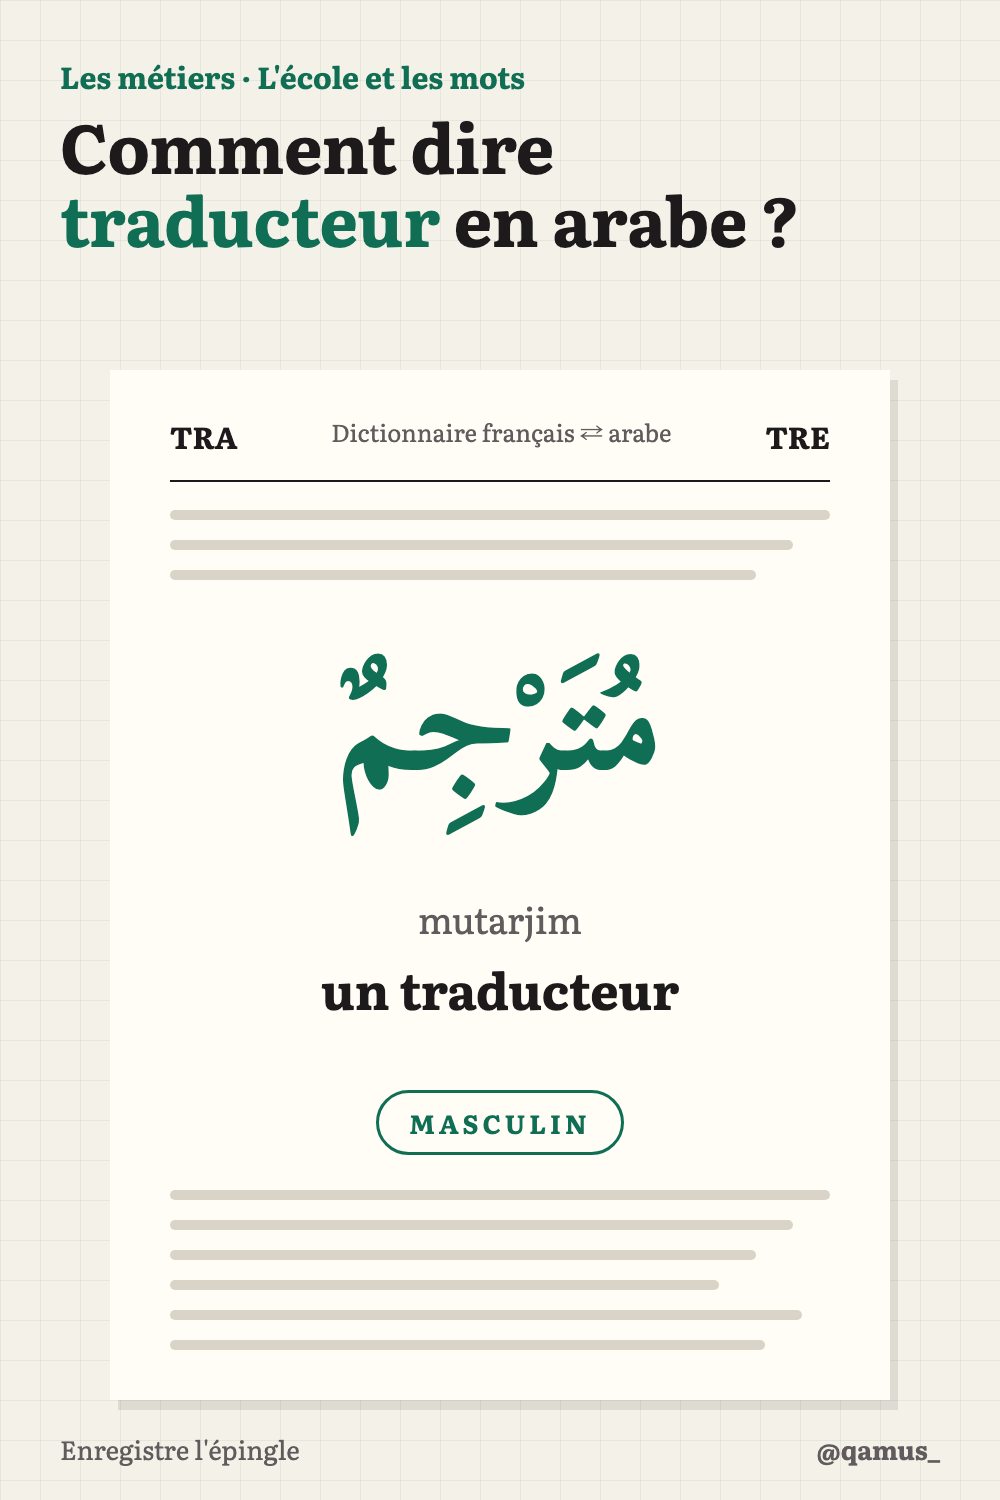 Les métiers · L'école et les mots
Comment dire
traducteur en arabe ?
TRA Dictionnaire français ⇄ arabe TRE
مُتَرْجِمٌ
mutarjim
un traducteur
MASCULIN
Enregistre l'épingle @qamus_